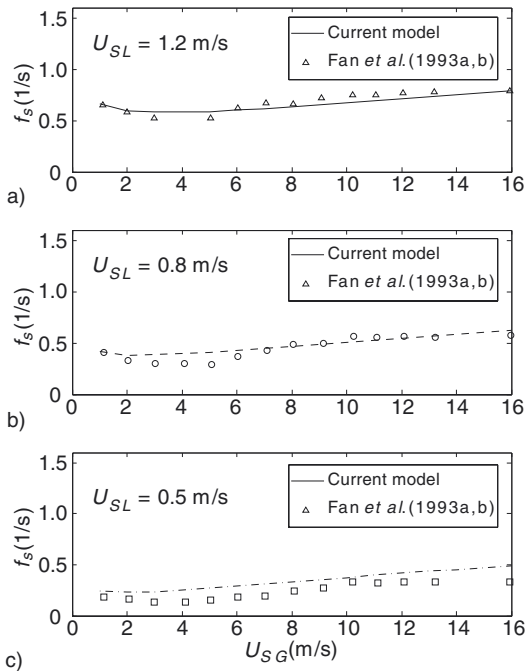 1.5
1.0
0.5
0
f_s(1/s)
U_SL = 1.2 m/s
Current model
Fan et al.(1993a,b)
0 2 4 6 8 10 12 14 16
a)
1.5
1.0
0.5
0
f_s(1/s)
U_SL = 0.8 m/s
Current model
Fan et al.(1993a,b)
0 2 4 6 8 10 12 14 16
b)
1.5
1.0
0.5
0
f_s(1/s)
U_SL = 0.5 m/s
Current model
Fan et al.(1993a,b)
0 2 4 6 8 10 12 14 16
c)
U_SG(m/s)